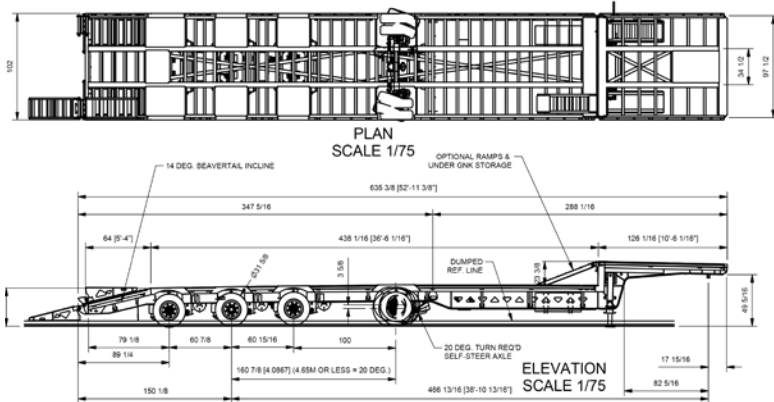 102
34 1/2
97 1/2
PLAN
SCALE 1/75
14 DEG. BEAVERTAIL INCLINE
OPTIONAL RAMPS &
UNDER GNK STORAGE
635 3/8 [52'-11 3/8"]
347 5/16
288 1/16
64 [5'-4"]
438 1/16 [36'-6 1/16"]
126 1/16 [10'-6 1/16"]
Ø31 5/8
3 5/8
DUMPED
REF. LINE
49 5/16
79 1/8
60 7/8
60 15/16
100
20 DEG. TURN REQ'D
SELF-STEER AXLE
89 1/4
ELEVATION
SCALE 1/75
17 15/16
160 7/8 [4.0867] (4.65M OR LESS = 20 DEG.)
82 5/16
150 1/8
466 13/16 [38'-10 13/16"]